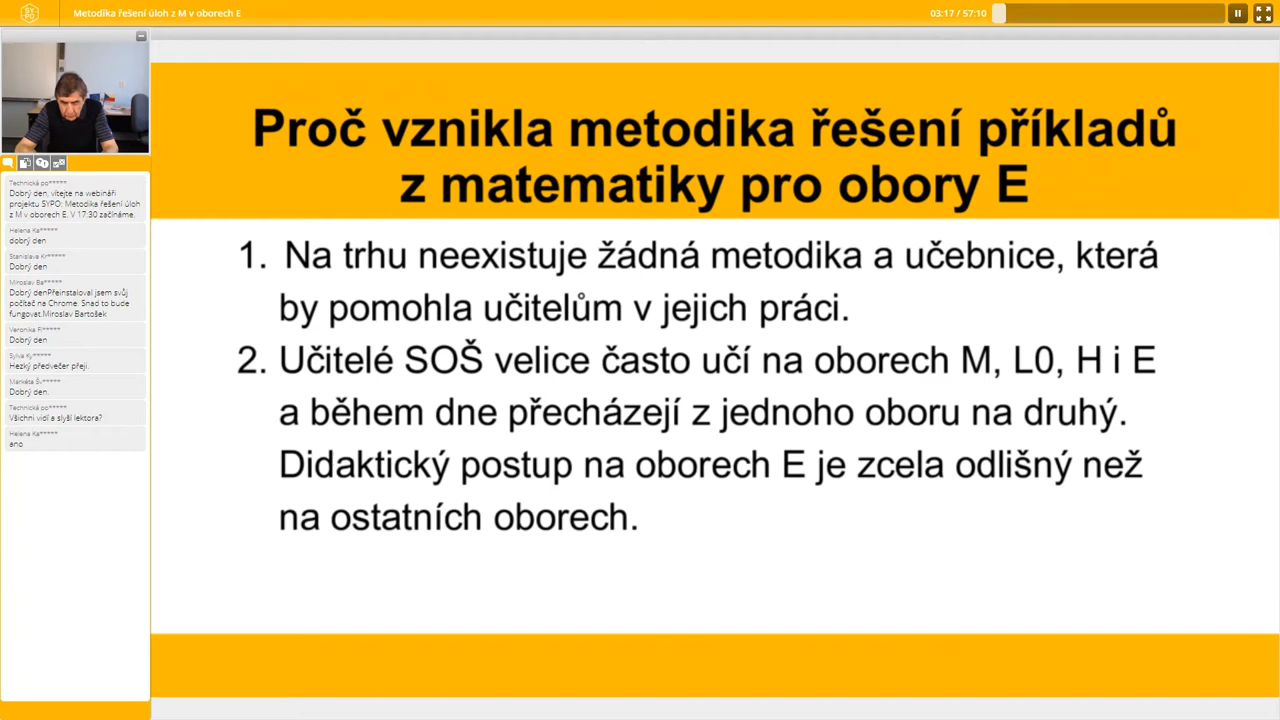 Metodika řešení úloh z M v oborech E
03:17 / 57:10
Proč vznikla metodika řešení příkladů
z matematiky pro obory E
1. Na trhu neexistuje žádná metodika a učebnice, která
by pomohla učitelům v jejich práci.
2. Učitelé SOŠ velice často učí na oborech M, L0, H i E
a během dne přecházejí z jednoho oboru na druhý.
Didaktický postup na oborech E je zcela odlišný než
na ostatních oborech.
Technická po*****
Dobrý den, vítejte na webináři
projektu SYPO: Metodika řešení úloh
z M v oborech E. V 17:30 začínáme.
Helena Ka*****
dobrý den
Stanislava Kr*****
Dobrý den
Miroslav Ba*****
Dobrý denPřeinstaloval jsem svůj
počítač na Chrome. Snad to bude
fungovat.Miroslav Bartošek
Veronika Fi*****
Dobrý den
Sylva Ky*****
Hezký předvečer přeji.
Markéta Šv*****
Dobrý den.
Technická po*****
Všichni vidí a slyší lektora?
Helena Ka*****
ano